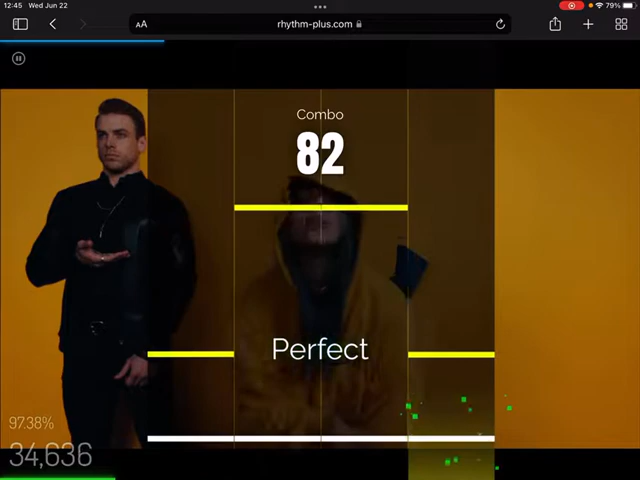 12:45 Wed Jun 22
79%
AA
rhythm-plus.com
Combo
82
Perfect
97.38%
34,636